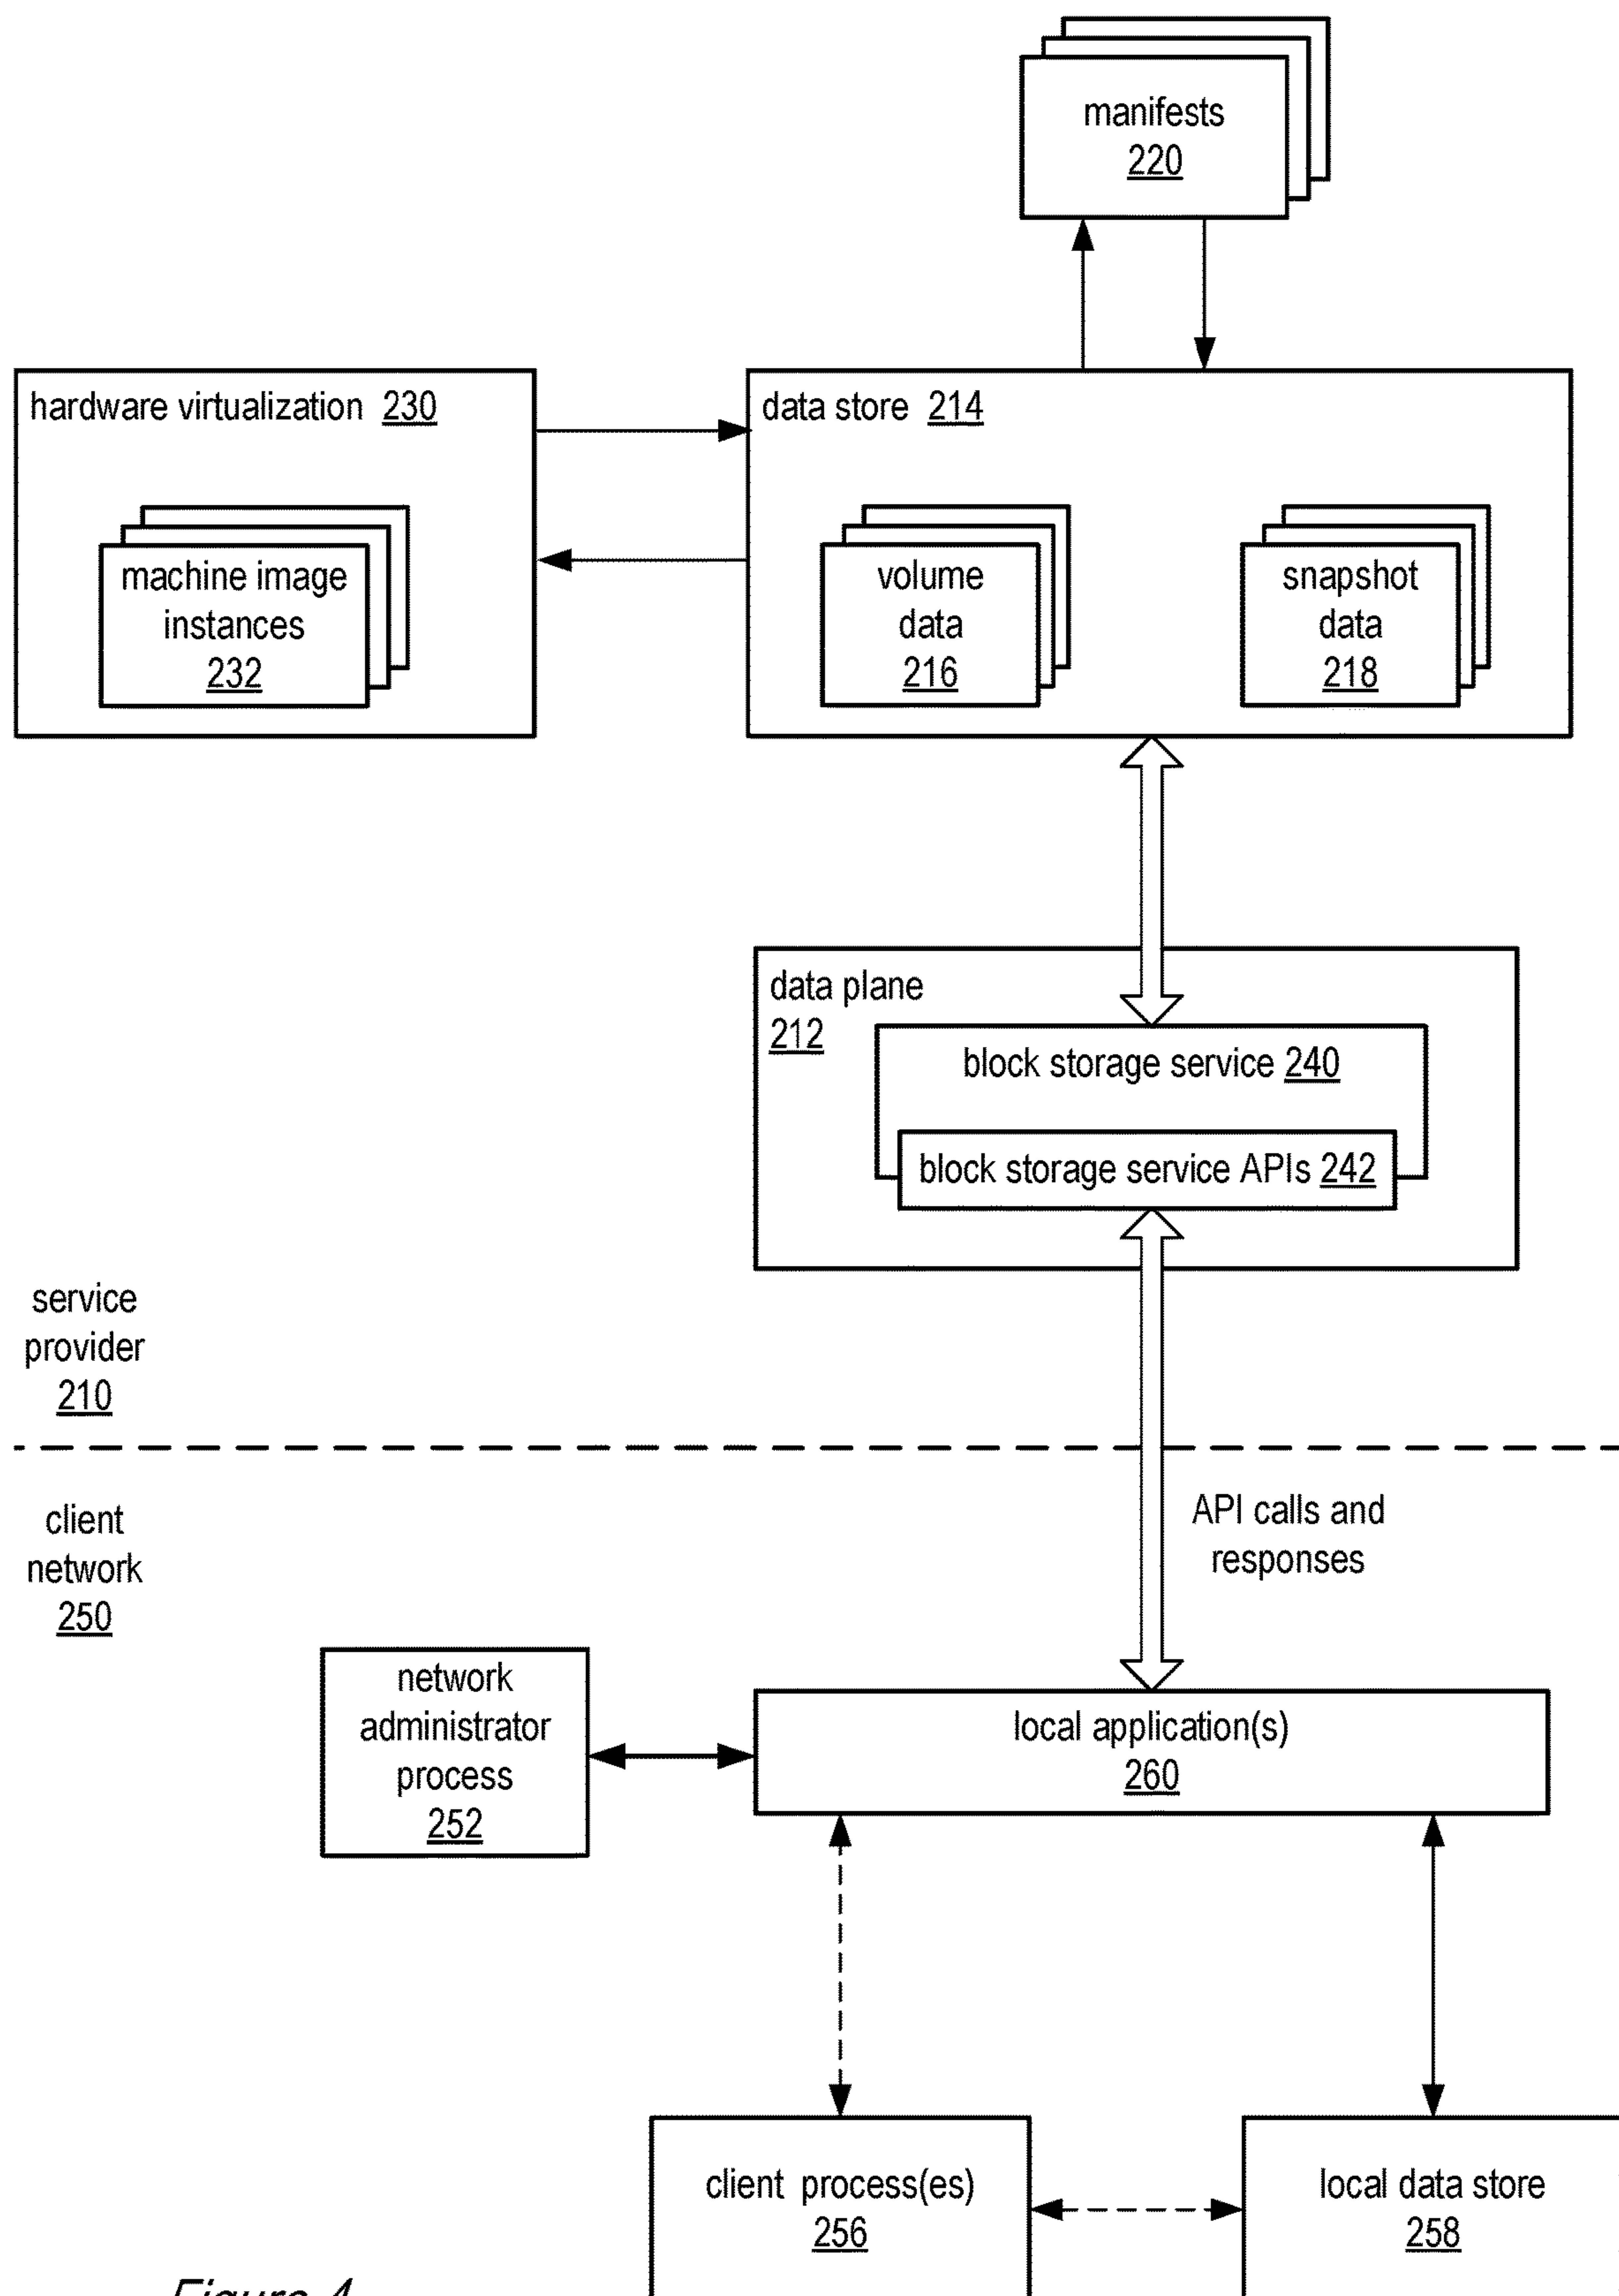 manifests
220
hardware virtualization 230
data store 214
machine image
instances
232
volume
data
216
snapshot
data
218
data plane
212
block storage service 240
block storage service APIs 242
service
provider
210
client
network
250
API calls and
responses
network
administrator
process
252
local application(s)
260
client process(es)
256
local data store
258
Figure 4